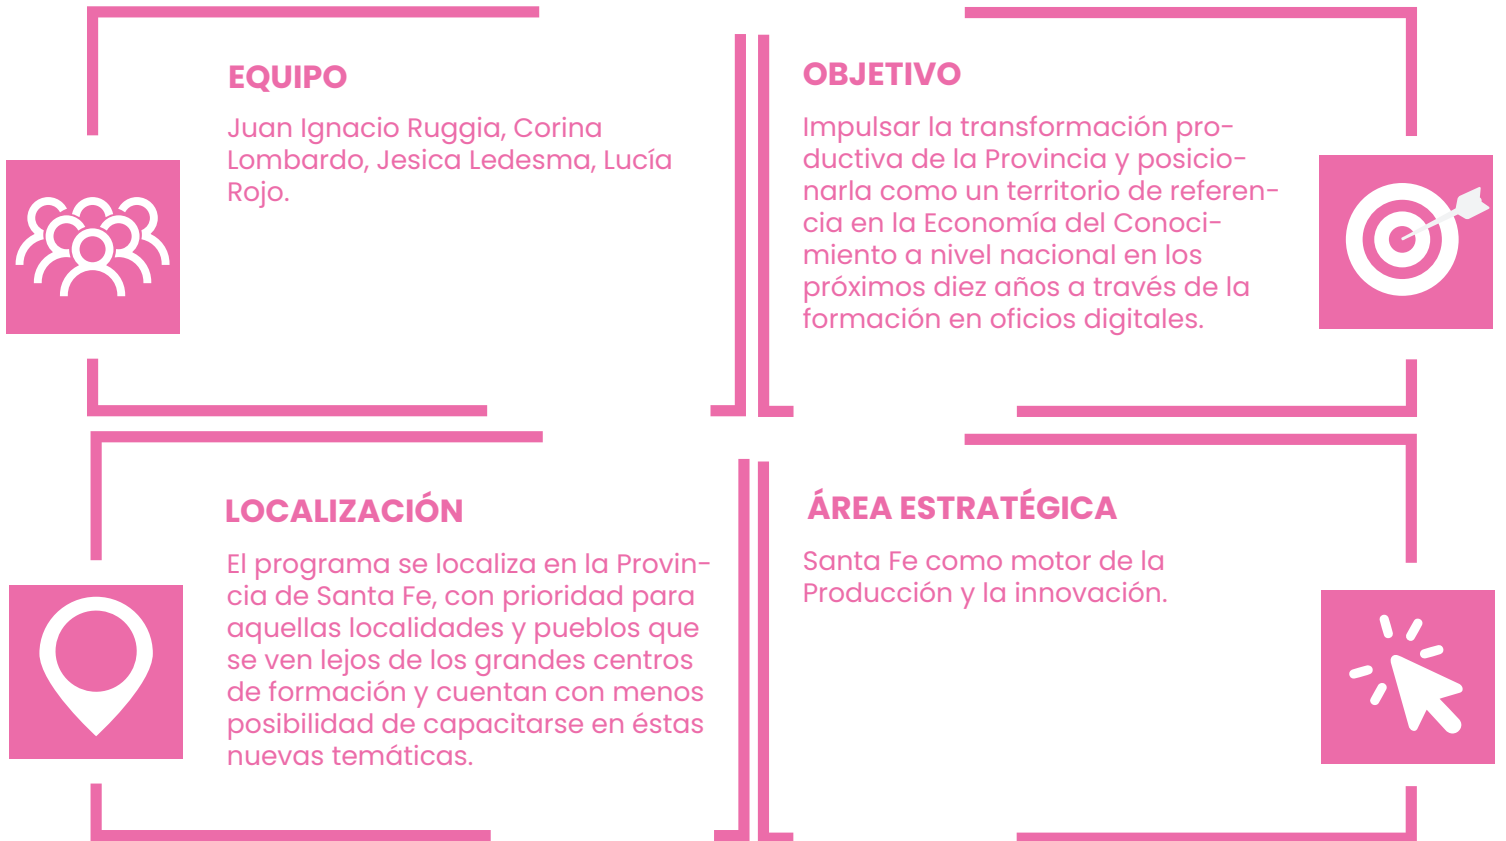 EQUIPO
Juan Ignacio Ruggia, Corina
Lombardo, Jesica Ledesma, Lucía
Rojo.
OBJETIVO
Impulsar la transformación pro-
ductiva de la Provincia y posicio-
narla como un territorio de referen-
cia en la Economía del Conoci-
miento a nivel nacional en los
próximos diez años a través de la
formación en oficios digitales.
LOCALIZACIÓN
El programa se localiza en la Provin-
cia de Santa Fe, con prioridad para
aquellas localidades y pueblos que
se ven lejos de los grandes centros
de formación y cuentan con menos
posibilidad de capacitarse en éstas
nuevas temáticas.
ÁREA ESTRATÉGICA
Santa Fe como motor de la
Producción y la innovación.